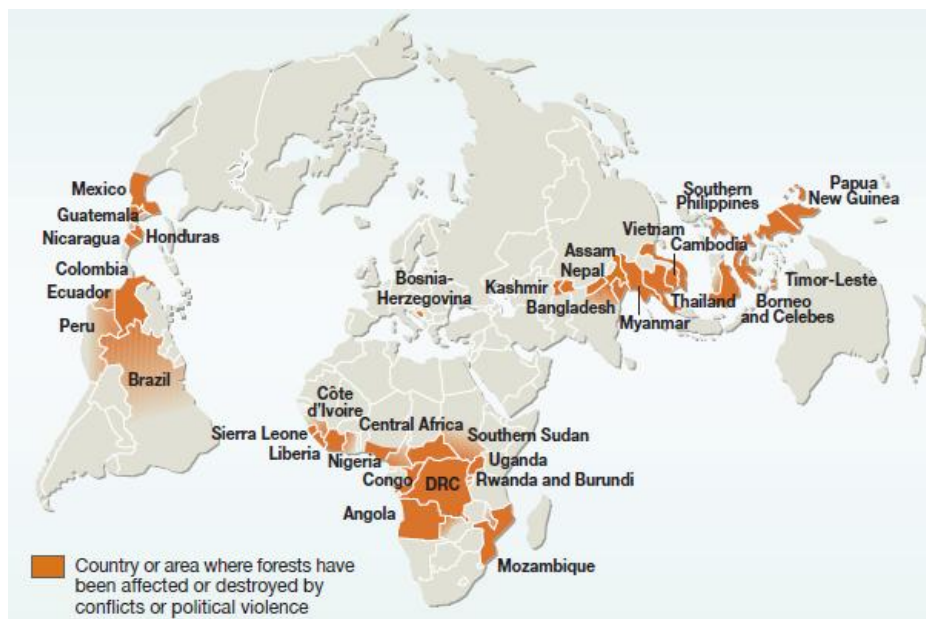 Mexico
Guatemala
Nicaragua
Honduras
Colombia
Ecuador
Peru
Brazil
Bosnia-
Herzegovina
Côte
d'Ivoire
Central Africa
Southern Sudan
Sierra Leone
Liberia
Nigeria
Uganda
Congo
DRC
Rwanda and Burundi
Angola
Mozambique
Kashmir
Assam
Nepal
Bangladesh
Myanmar
Vietnam
Cambodia
Thailand
Southern
Philippines
Papua
New Guinea
Timor-Leste
Borneo
and Celebes
Country or area where forests have
been affected or destroyed by
conflicts or political violence